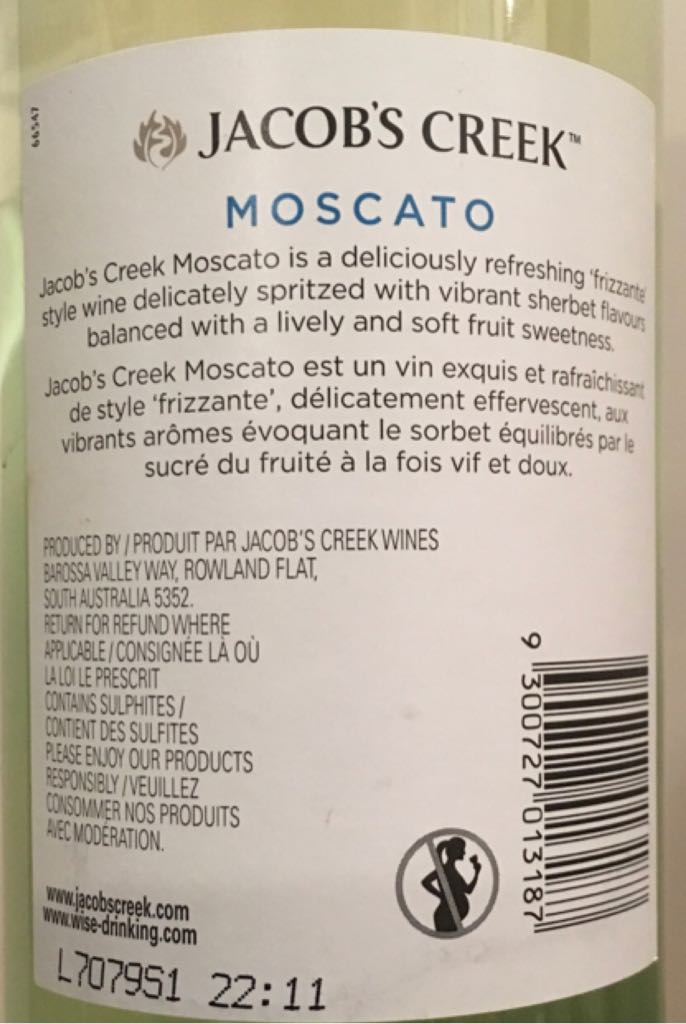 66547
JACOB'S CREEK™
MOSCATO
Jacob's Creek Moscato is a deliciously refreshing 'frizzante'
style wine delicately spritzed with vibrant sherbet flavours
balanced with a lively and soft fruit sweetness.
Jacob's Creek Moscato est un vin exquis et rafraîchissant
de style 'frizzante', délicatement effervescent, aux
vibrants arômes évoquant le sorbet équilibrés par le
sucré du fruité à la fois vif et doux.
PRODUCED BY / PRODUIT PAR JACOB'S CREEK WINES
BAROSSA VALLEY WAY, ROWLAND FLAT,
SOUTH AUSTRALIA 5352.
RETURN FOR REFUND WHERE
APPLICABLE / CONSIGNÉE LÀ OÙ
LA LOI LE PRESCRIT
CONTAINS SULPHITES /
CONTIENT DES SULFITES
PLEASE ENJOY OUR PRODUCTS
RESPONSIBLY / VEUILLEZ
CONSOMMER NOS PRODUITS
AVEC MODÉRATION.
www.jacobscreek.com
www.wise-drinking.com
L7079S1 22:11
9 300727 013187